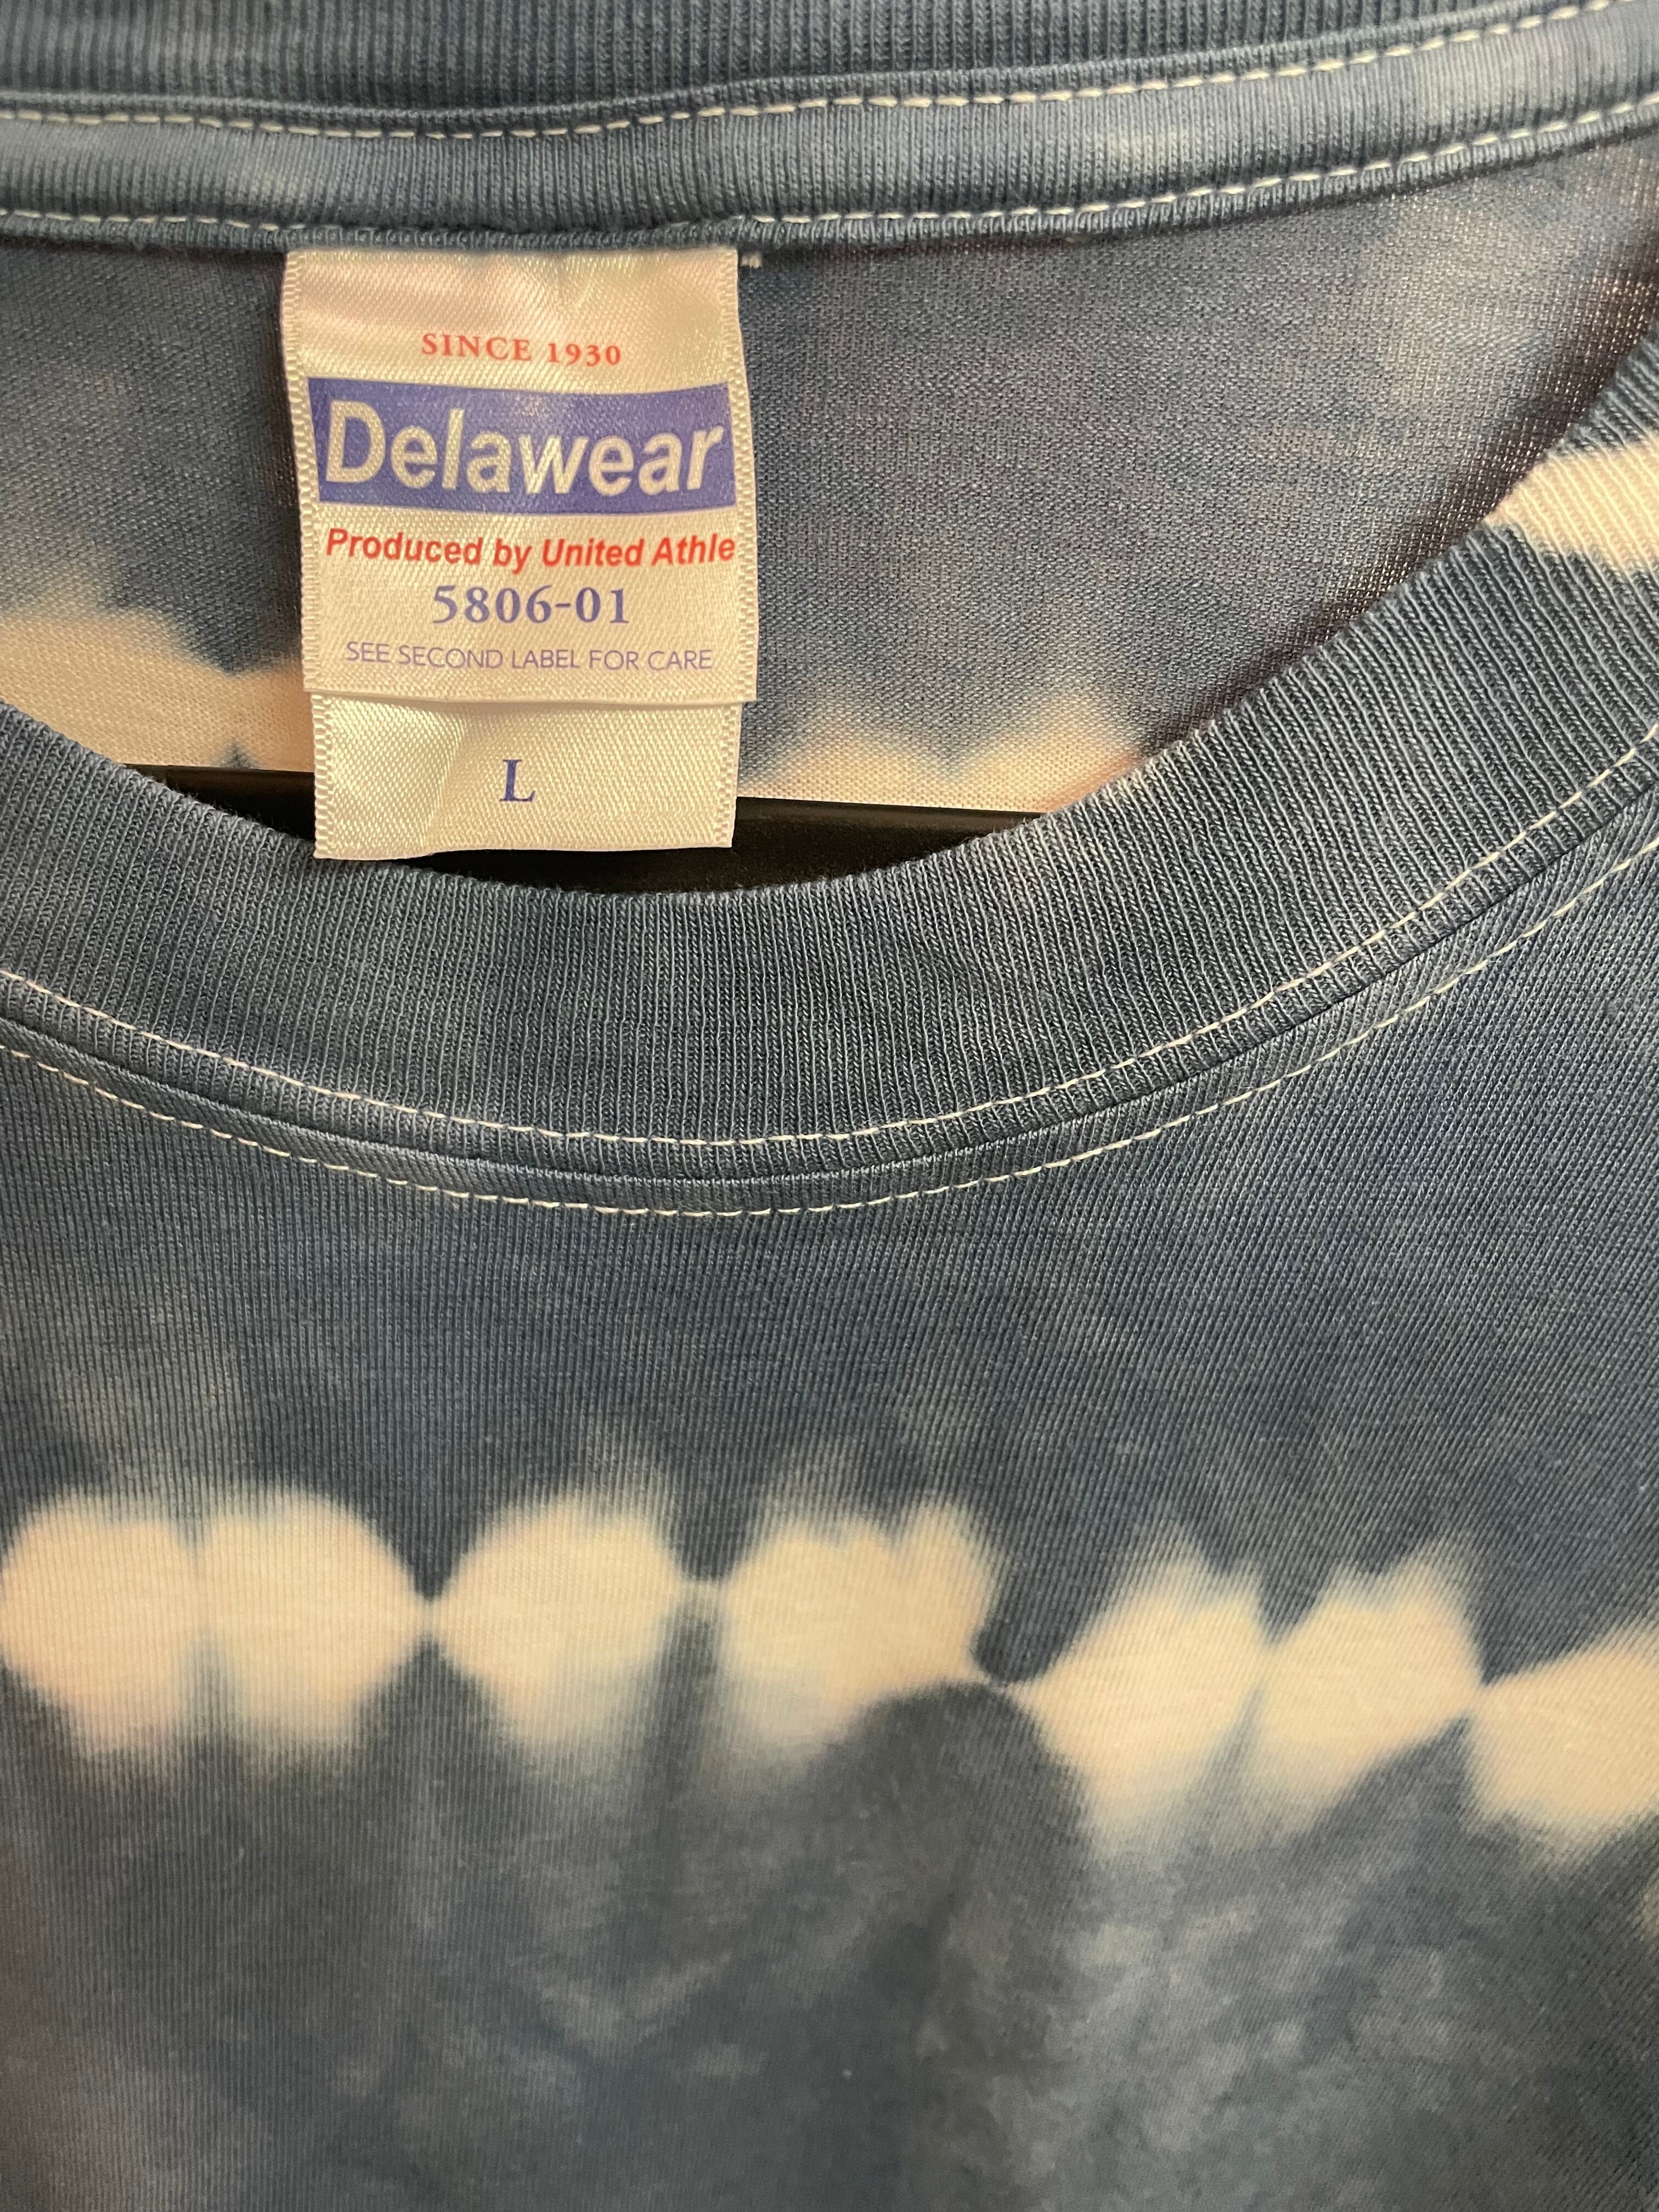 SINCE 1930
Delawear
Produced by United Athle
5806-01
SEE SECOND LABEL FOR CARE
L